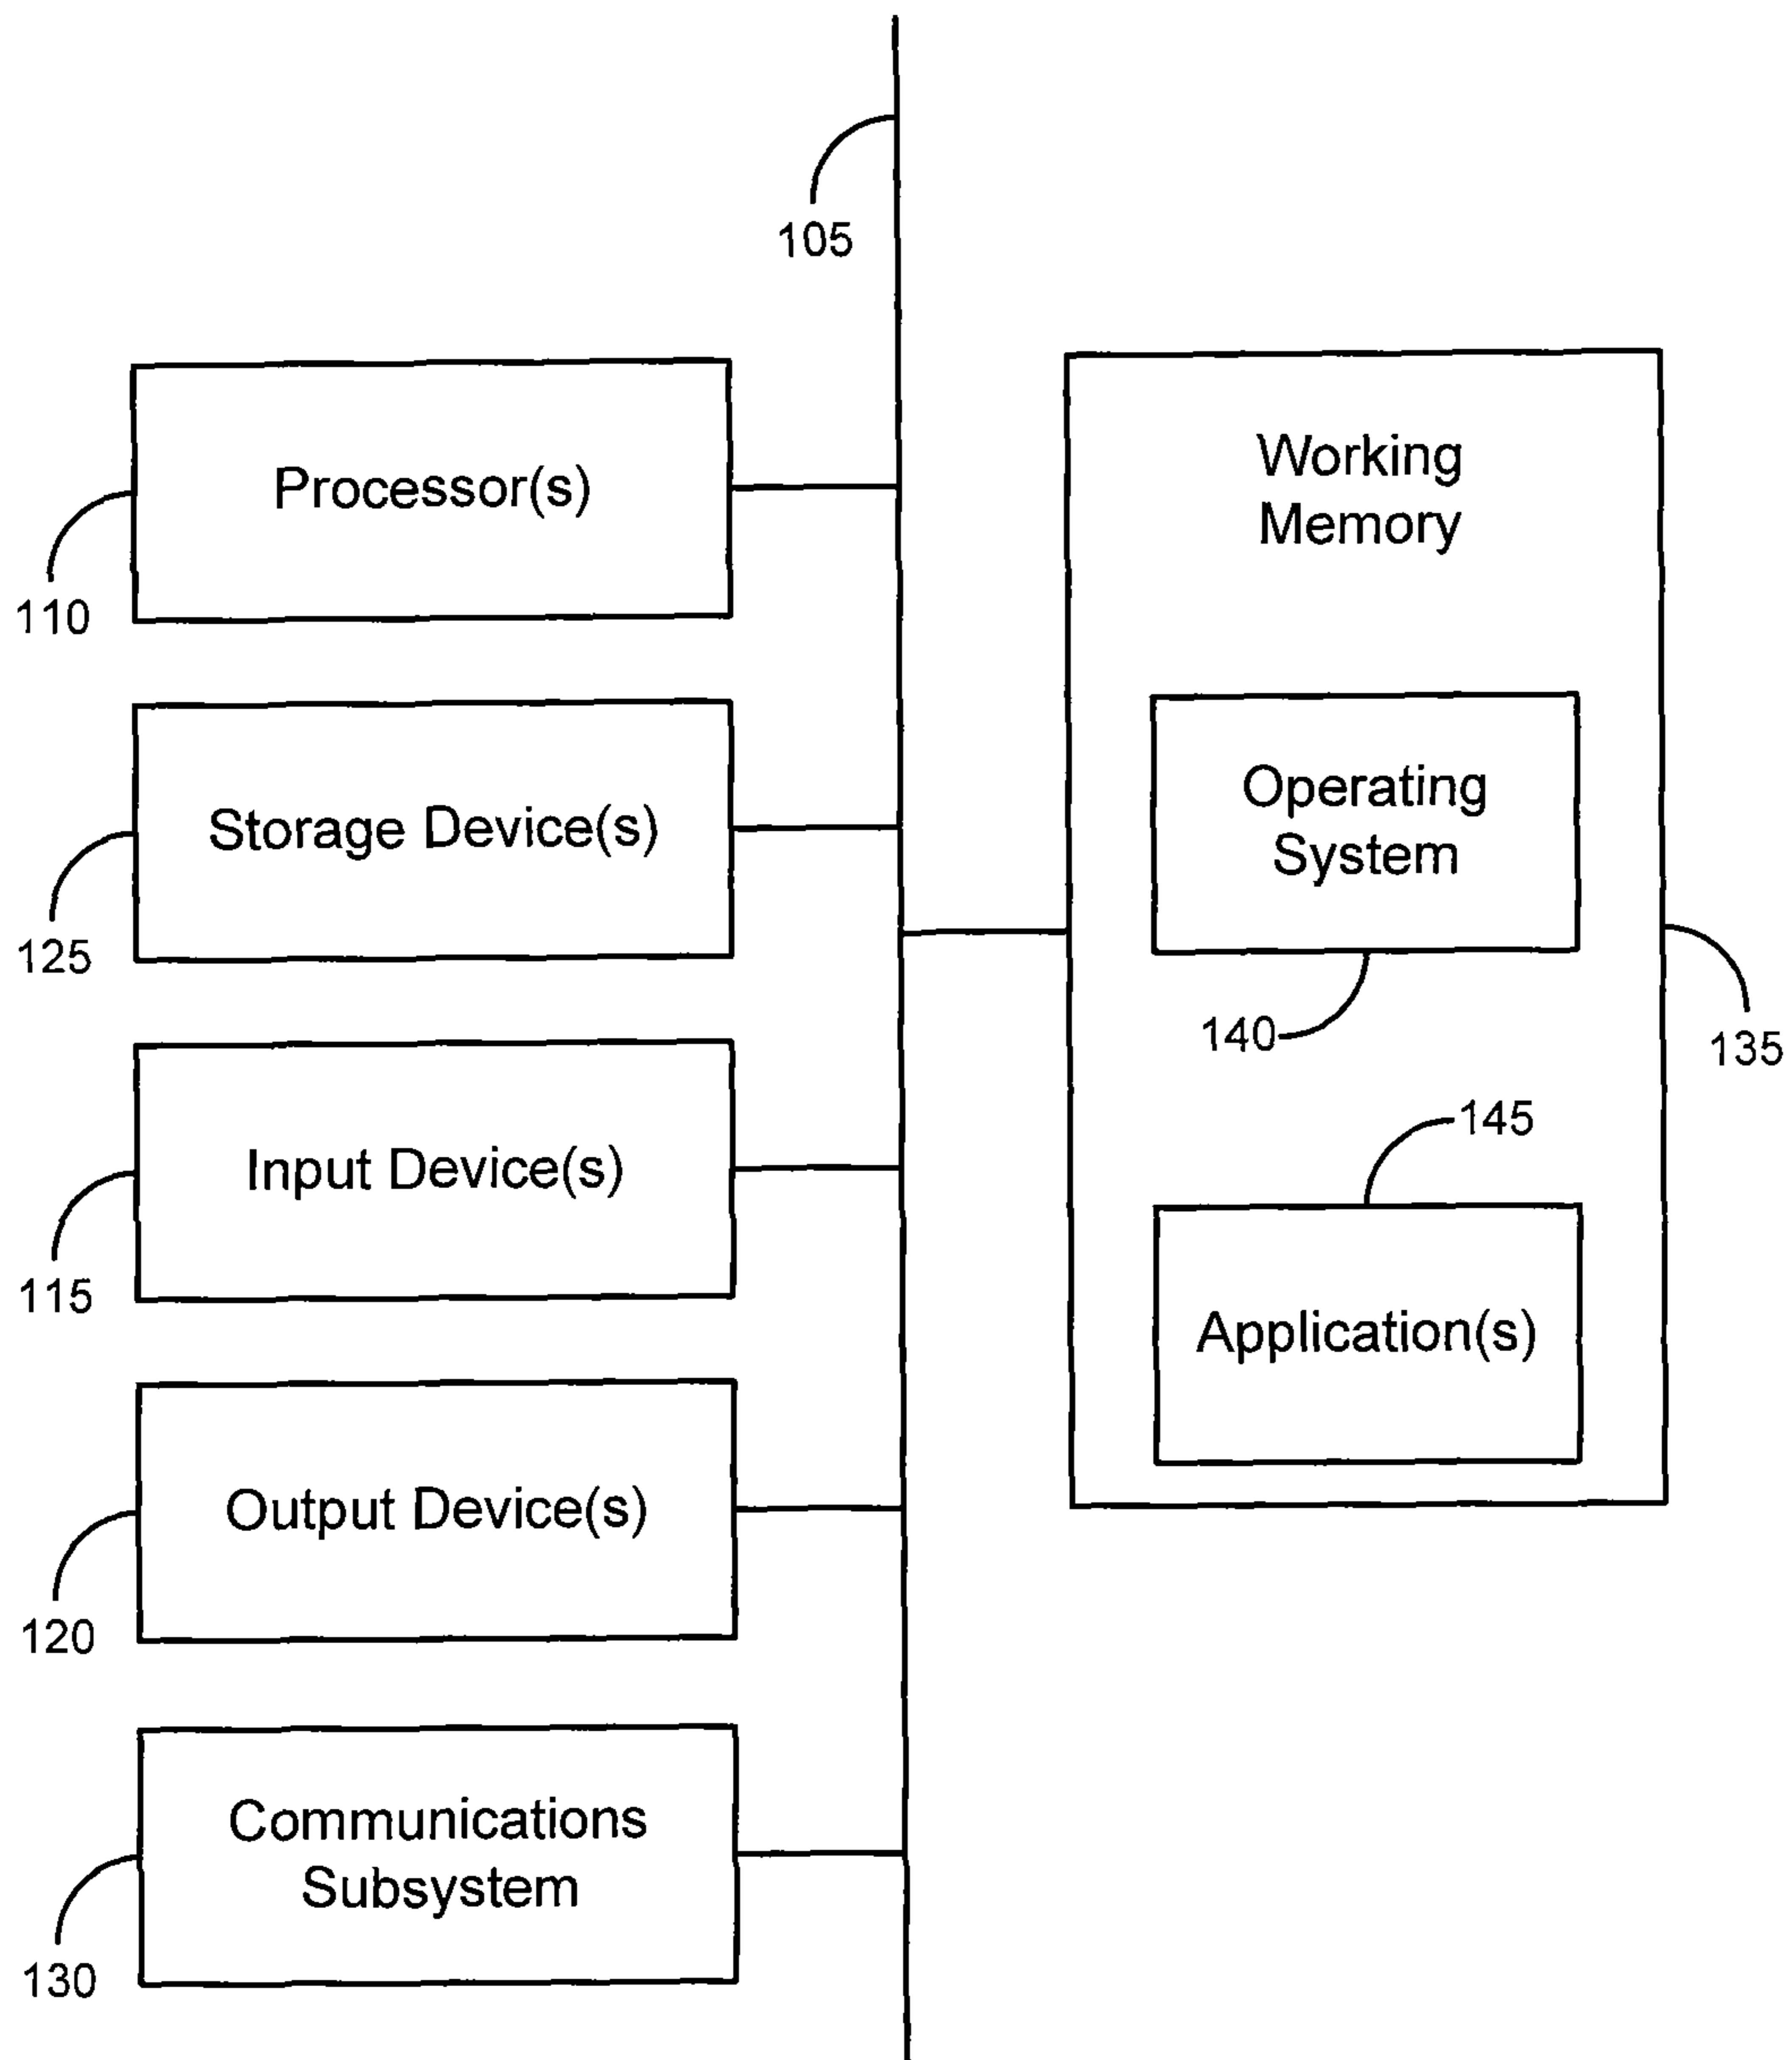 105
Processor(s)
110
Storage Device(s)
125
Input Device(s)
115
Output Device(s)
120
Communications
Subsystem
130
Working
Memory
Operating
System
140
135
145
Application(s)